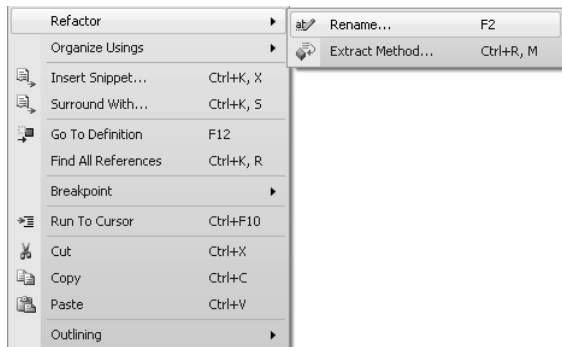 Refactor
Organize Usings
Insert Snippet... Ctrl+K, X
Surround With... Ctrl+K, S
Go To Definition F12
Find All References Ctrl+K, R
Breakpoint
Run To Cursor Ctrl+F10
Cut Ctrl+X
Copy Ctrl+C
Paste Ctrl+V
Outlining
ab Rename... F2
Extract Method... Ctrl+R, M